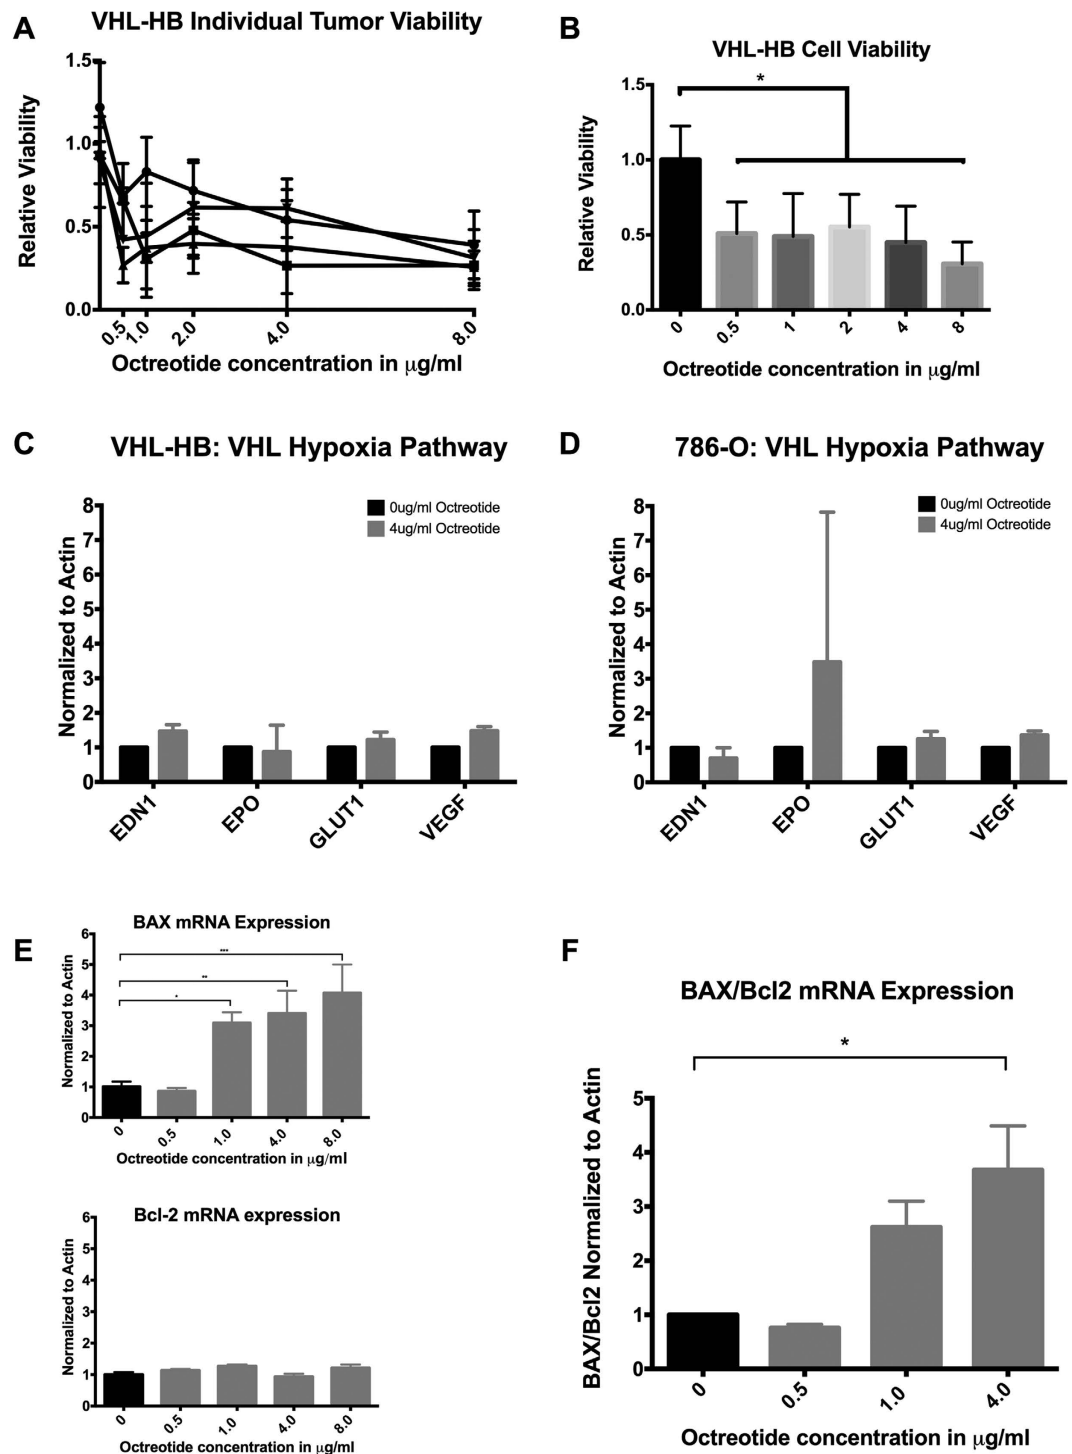 A
VHL-HB Individual Tumor Viability
Relative Viability
1.5
1.0
0.5
0.0
0.5
1.0
2.0
4.0
8.0
Octreotide concentration in μg/ml
B
VHL-HB Cell Viability
*
Relative Viability
1.5
1.0
0.5
0.0
0
0.5
1
2
4
8
Octreotide concentration in μg/ml
C
VHL-HB: VHL Hypoxia Pathway
0ug/ml Octreotide
4ug/ml Octreotide
Normalized to Actin
8
7
6
5
4
3
2
1
0
EDN1
EPO
GLUT1
VEGF
D
786-O: VHL Hypoxia Pathway
0ug/ml Octreotide
4ug/ml Octreotide
Normalized to Actin
8
7
6
5
4
3
2
1
0
EDN1
EPO
GLUT1
VEGF
E
BAX mRNA Expression
***
**
*
Normalized to Actin
6
5
4
3
2
1
0
0
0.5
1.0
4.0
8.0
Octreotide concentration in μg/ml
Bcl-2 mRNA expression
Normalized to Actin
6
5
4
3
2
1
0
0
0.5
1.0
4.0
8.0
Octreotide concentration in μg/ml
F
BAX/Bcl2 mRNA Expression
*
BAX/Bcl2 Normalized to Actin
5
4
3
2
1
0
0
0.5
1.0
4.0
Octreotide concentration in μg/ml